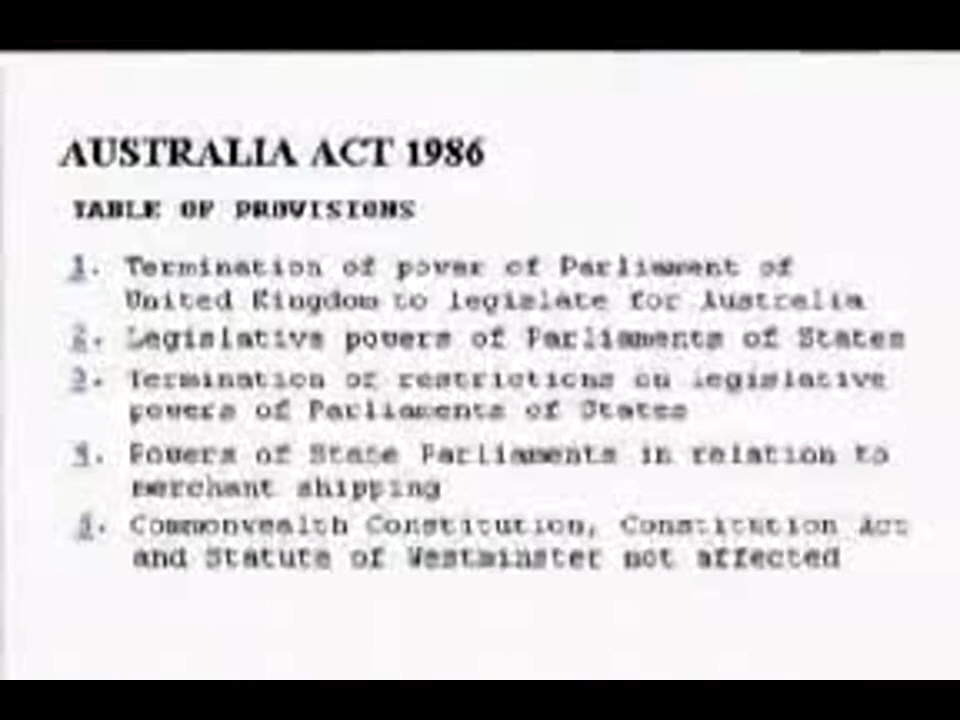 AUSTRALIA ACT 1986
TABLE OF PROVISIONS
1. Termination of power of Parliament of
United Kingdom to legislate for Australia
2. Legislative powers of Parliaments of States
3. Termination of restrictions on legislative
powers of Parliaments of States
4. Powers of State Parliaments in relation to
merchant shipping
5. Commonwealth Constitution, Constitution Act
and Statute of Westminster not affected